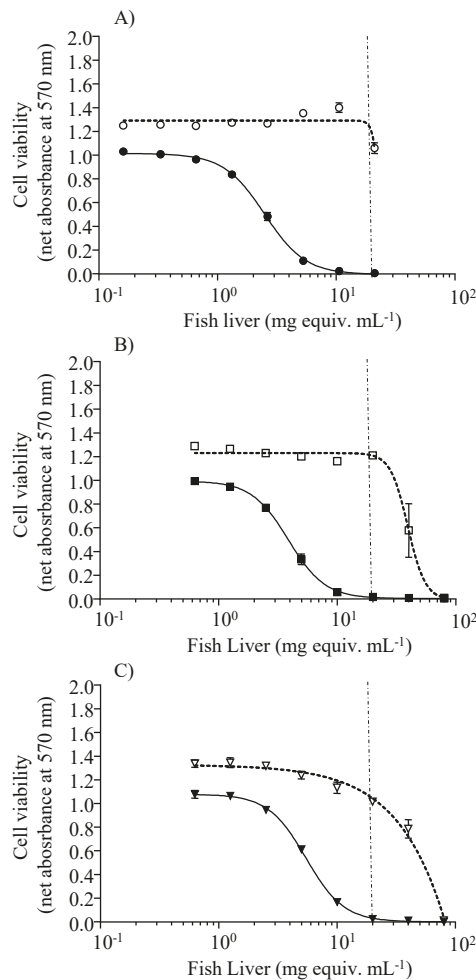 A)
2.0
1.8
1.6
1.4
1.2
1.0
0.8
0.6
0.4
0.2
0.0
Cell viability
(net abosrbance at 570 nm)
10⁻¹ 10⁰ 10¹ 10²
Fish liver (mg equiv. mL⁻¹)
B)
2.0
1.8
1.6
1.4
1.2
1.0
0.8
0.6
0.4
0.2
0.0
Cell viability
(net abosrbance at 570 nm)
10⁻¹ 10⁰ 10¹ 10²
Fish Liver (mg equiv. mL⁻¹)
C)
2.0
1.8
1.6
1.4
1.2
1.0
0.8
0.6
0.4
0.2
0.0
Cell viability
(net abosrbance at 570 nm)
10⁻¹ 10⁰ 10¹ 10²
Fish Liver (mg equiv. mL⁻¹)